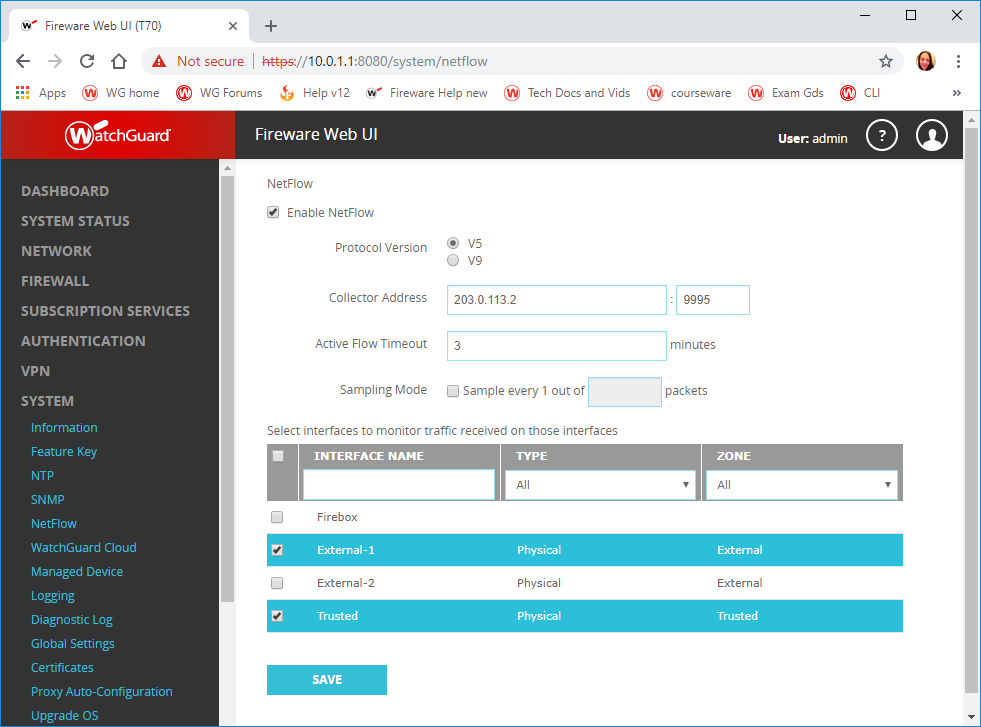 Fireware Web UI (T70)
Not secure | https://10.0.1.1:8080/system/netflow
Apps WG home WG Forums Help v12 Fireware Help new Tech Docs and Vids courseware Exam Gds CLI »
WatchGuard Fireware Web UI User: admin ?
DASHBOARD
SYSTEM STATUS
NETWORK
FIREWALL
SUBSCRIPTION SERVICES
AUTHENTICATION
VPN
SYSTEM
Information
Feature Key
NTP
SNMP
NetFlow
WatchGuard Cloud
Managed Device
Logging
Diagnostic Log
Global Settings
Certificates
Proxy Auto-Configuration
Upgrade OS
NetFlow
Enable NetFlow
Protocol Version V5
V9
Collector Address 203.0.113.2 : 9995
Active Flow Timeout 3 minutes
Sampling Mode Sample every 1 out of packets
Select interfaces to monitor traffic received on those interfaces
INTERFACE NAME TYPE ZONE
All All
Firebox
External-1 Physical External
External-2 Physical External
Trusted Physical Trusted
SAVE